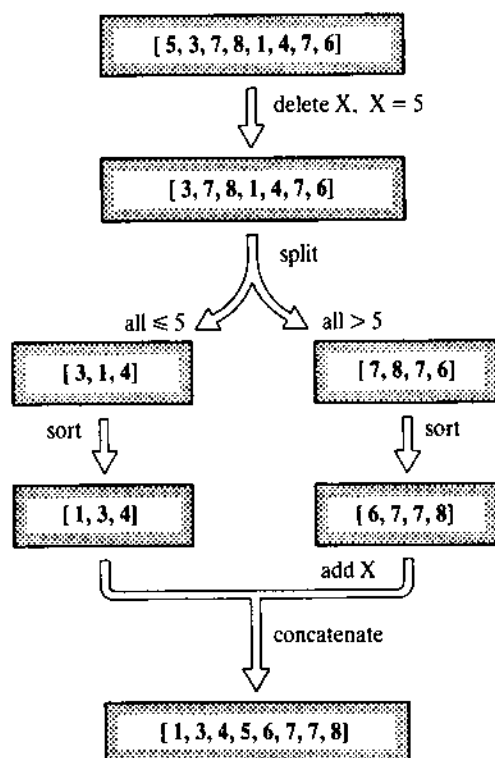 [ 5, 3, 7, 8, 1, 4, 7, 6]
delete X, X = 5
[ 3, 7, 8, 1, 4, 7, 6]
split
all ⩽ 5
all > 5
[ 3, 1, 4]
[ 7, 8, 7, 6]
sort
sort
[ 1, 3, 4]
[ 6, 7, 7, 8]
add X
concatenate
[ 1, 3, 4, 5, 6, 7, 7, 8]